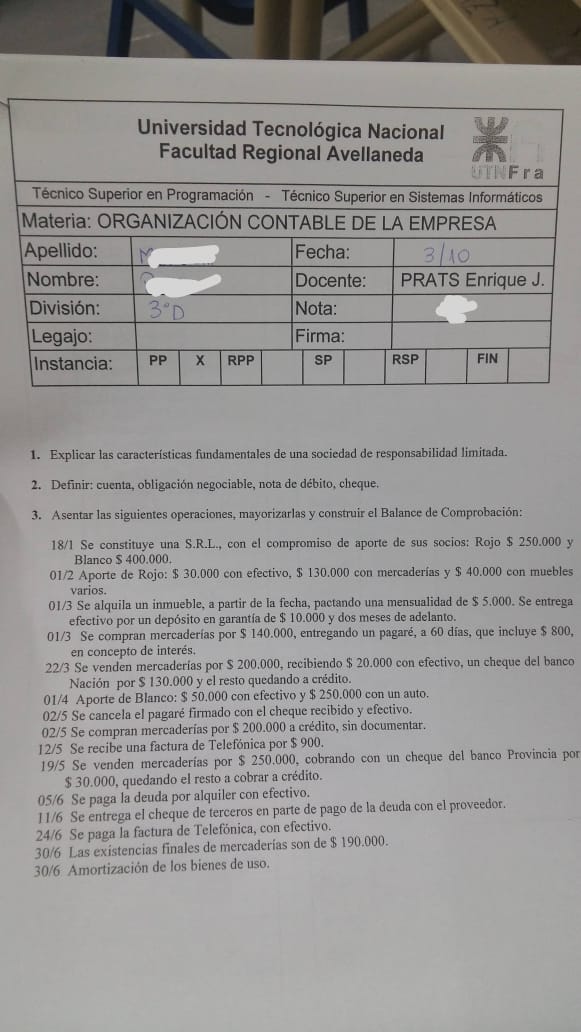 Universidad Tecnológica Nacional
Facultad Regional Avellaneda
UTNFra
Técnico Superior en Programación - Técnico Superior en Sistemas Informáticos
Materia: ORGANIZACIÓN CONTABLE DE LA EMPRESA
Apellido: M Fecha: 3/10
Nombre: Docente: PRATS Enrique J.
División: 3°D Nota:
Legajo: Firma:
Instancia: PP X RPP SP RSP FIN
1. Explicar las características fundamentales de una sociedad de responsabilidad limitada.
2. Definir: cuenta, obligación negociable, nota de débito, cheque.
3. Asentar las siguientes operaciones, mayorizarlas y construir el Balance de Comprobación:
18/1 Se constituye una S.R.L., con el compromiso de aporte de sus socios: Rojo $ 250.000 y
Blanco $ 400.000.
01/2 Aporte de Rojo: $ 30.000 con efectivo, $ 130.000 con mercaderías y $ 40.000 con muebles
varios.
01/3 Se alquila un inmueble, a partir de la fecha, pactando una mensualidad de $ 5.000. Se entrega
efectivo por un depósito en garantía de $ 10.000 y dos meses de adelanto.
01/3 Se compran mercaderías por $ 140.000, entregando un pagaré, a 60 días, que incluye $ 800,
en concepto de interés.
22/3 Se venden mercaderías por $ 200.000, recibiendo $ 20.000 con efectivo, un cheque del banco
Nación por $ 130.000 y el resto quedando a crédito.
01/4 Aporte de Blanco: $ 50.000 con efectivo y $ 250.000 con un auto.
02/5 Se cancela el pagaré firmado con el cheque recibido y efectivo.
02/5 Se compran mercaderías por $ 200.000 a crédito, sin documentar.
12/5 Se recibe una factura de Telefónica por $ 900.
19/5 Se venden mercaderías por $ 250.000, cobrando con un cheque del banco Provincia por
$ 30.000, quedando el resto a cobrar a crédito.
05/6 Se paga la deuda por alquiler con efectivo.
11/6 Se entrega el cheque de terceros en parte de pago de la deuda con el proveedor.
24/6 Se paga la factura de Telefónica, con efectivo.
30/6 Las existencias finales de mercaderías son de $ 190.000.
30/6 Amortización de los bienes de uso.